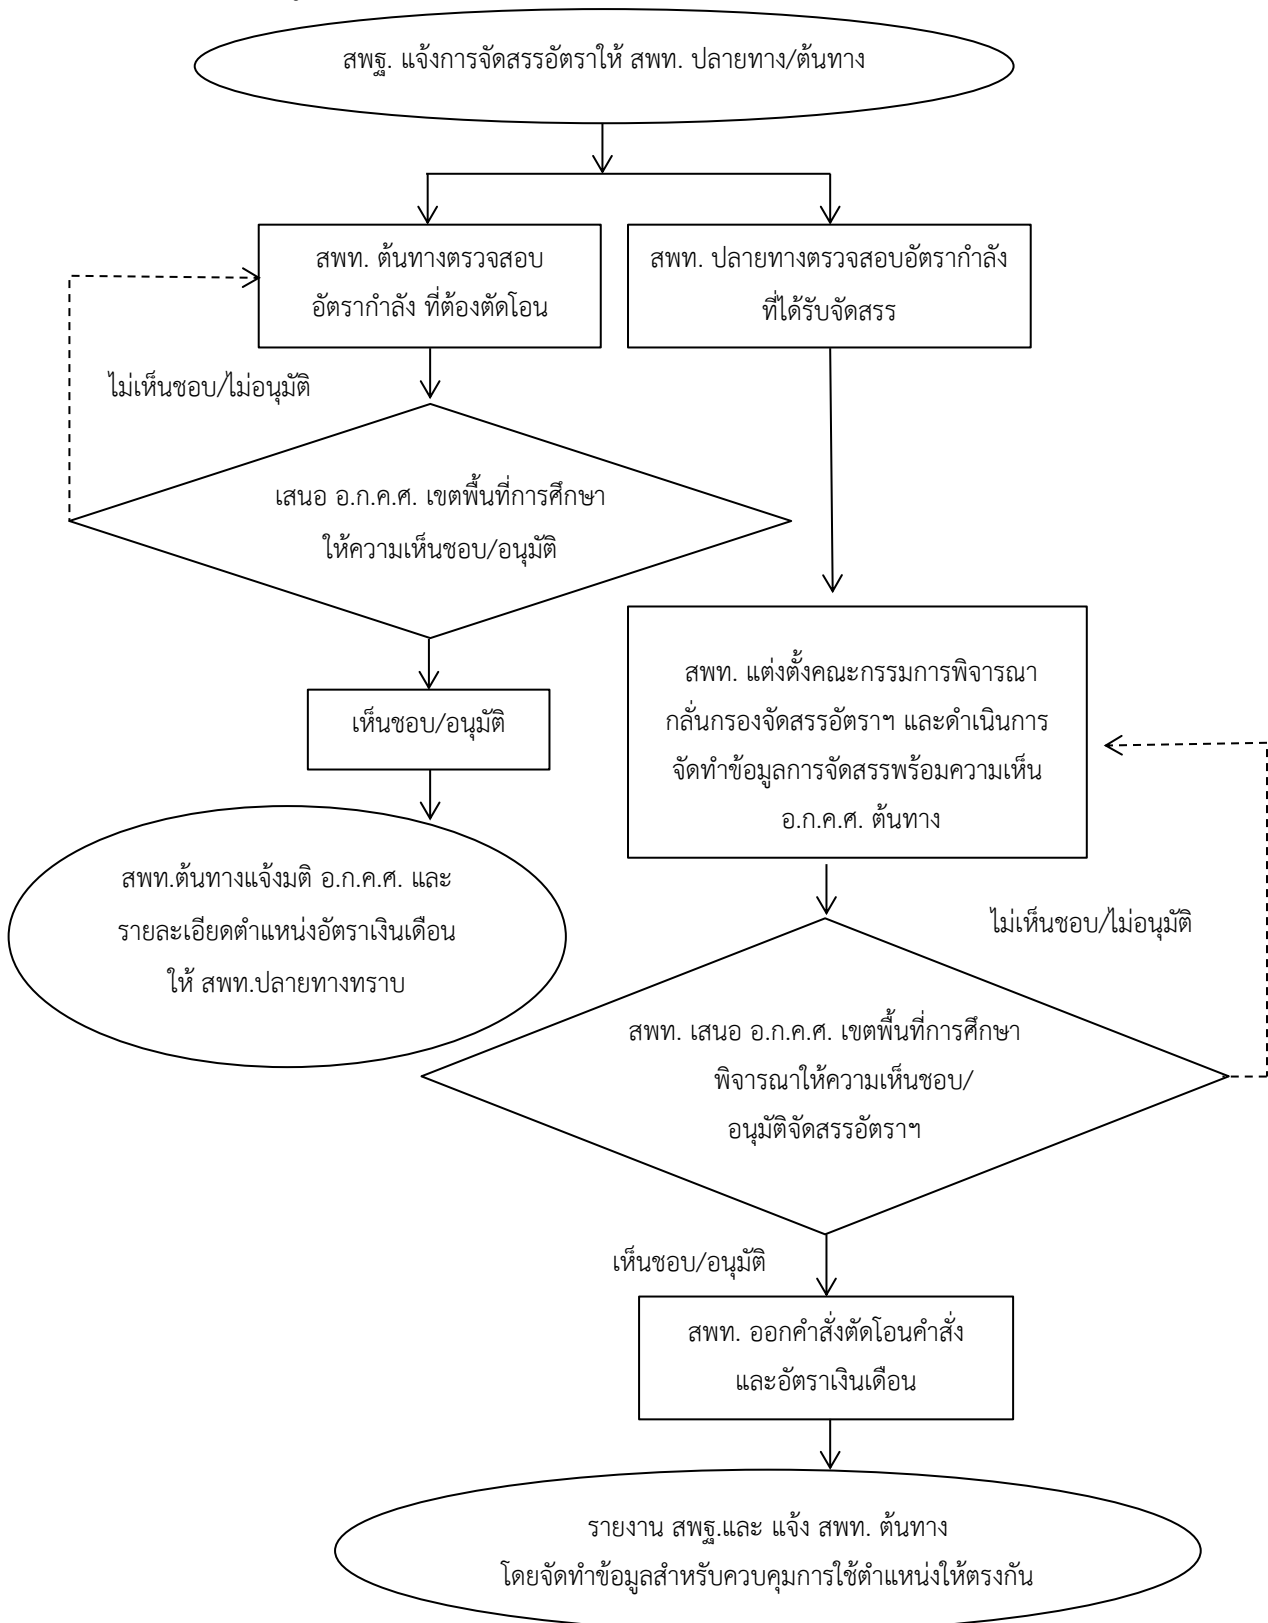 สพฐ. แจ้งการจัดสรรอัตราให้ สพท. ปลายทาง/ต้นทาง
สพท. ต้นทางตรวจสอบ
อัตรากำลัง ที่ต้องตัดโอน
สพท. ปลายทางตรวจสอบอัตรากำลัง
ที่ได้รับจัดสรร
ไม่เห็นชอบ/ไม่อนุมัติ
เสนอ อ.ก.ค.ศ. เขตพื้นที่การศึกษา
ให้ความเห็นชอบ/อนุมัติ
เห็นชอบ/อนุมัติ
สพท.ต้นทางแจ้งมติ อ.ก.ค.ศ. และ
รายละเอียดตำแหน่งอัตราเงินเดือน
ให้ สพท.ปลายทางทราบ
สพท. แต่งตั้งคณะกรรมการพิจารณา
กลั่นกรองจัดสรรอัตราฯ และดำเนินการ
จัดทำข้อมูลการจัดสรรพร้อมความเห็น
อ.ก.ค.ศ. ต้นทาง
ไม่เห็นชอบ/ไม่อนุมัติ
สพท. เสนอ อ.ก.ค.ศ. เขตพื้นที่การศึกษา
พิจารณาให้ความเห็นชอบ/
อนุมัติจัดสรรอัตราฯ
เห็นชอบ/อนุมัติ
สพท. ออกคำสั่งตัดโอนคำสั่ง
และอัตราเงินเดือน
รายงาน สพฐ.และ แจ้ง สพท. ต้นทาง
โดยจัดทำข้อมูลสำหรับควบคุมการใช้ตำแหน่งให้ตรงกัน